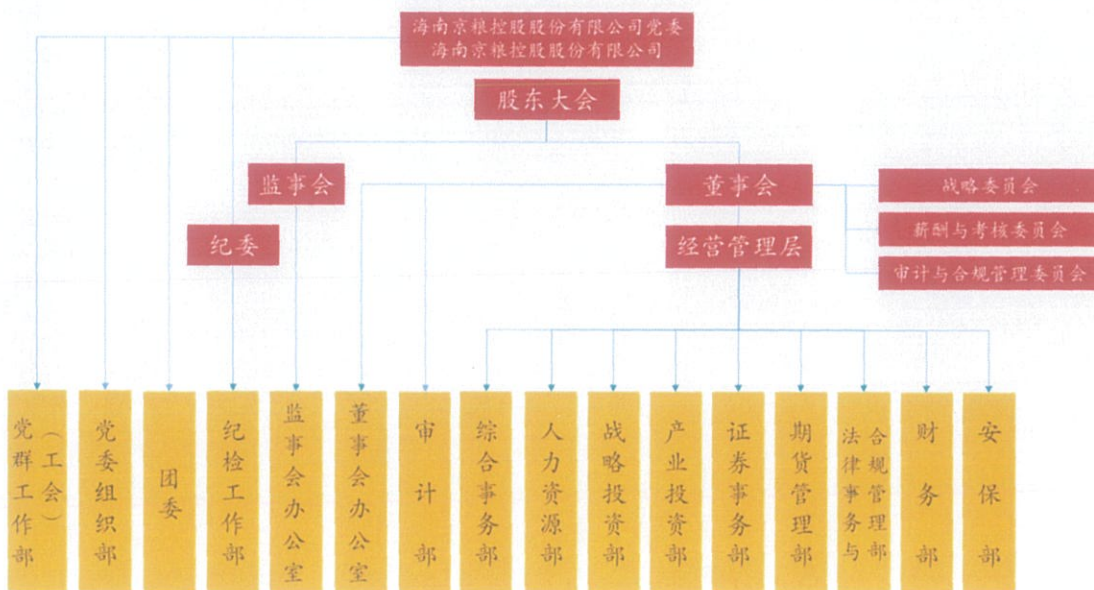 海南京粮控股股份有限公司党委
海南京粮控股股份有限公司
股东大会
监事会
董事会
战略委员会
纪委
经营管理层
薪酬与考核委员会
审计与合规管理委员会
党群工作部
（工会）
党委组织部
团委
纪检工作部
监事会办公室
董事会办公室
审计部
综合事务部
人力资源部
战略投资部
产业投资部
证券事务部
期货管理部
法律事务与
合规管理部
财务部
安保部